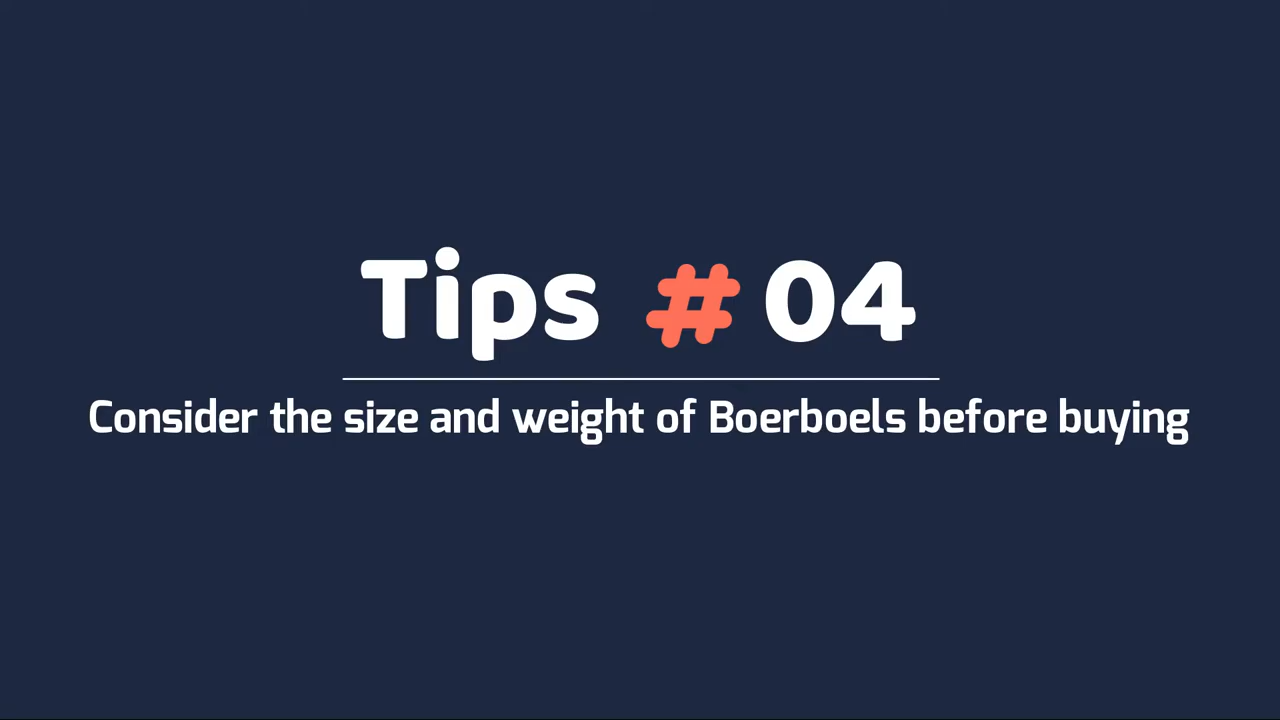 Tips # 04
Consider the size and weight of Boerboels before buying